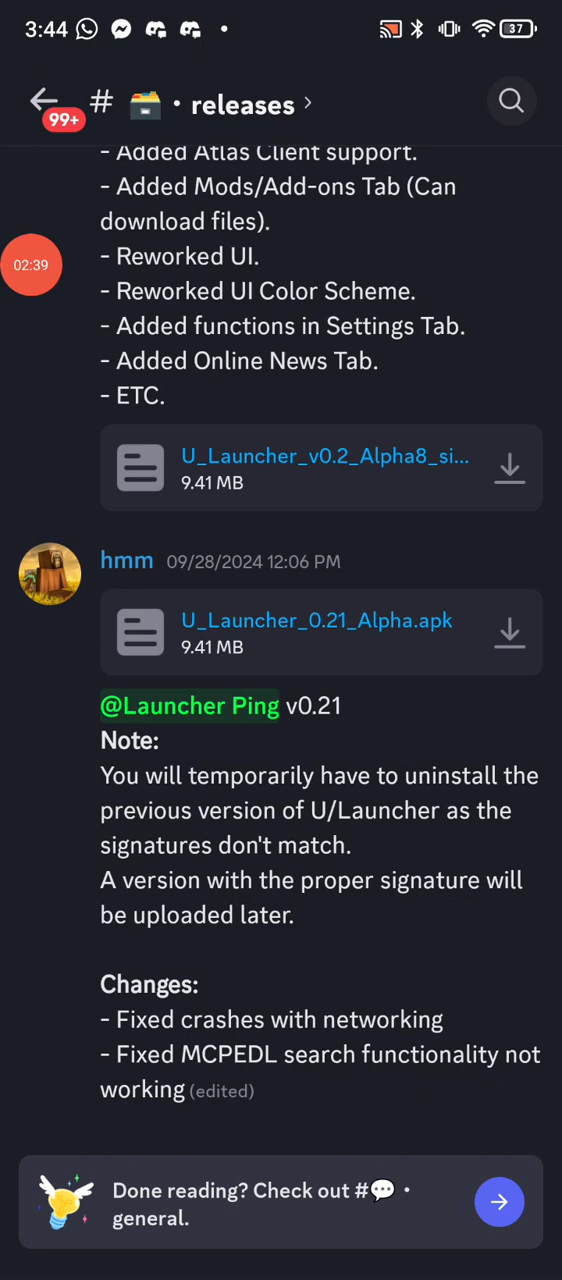 3:44
37
99+
# 🗃️ • releases ›
- Added Atlas Client support.
- Added Mods/Add-ons Tab (Can
download files).
02:39
- Reworked UI.
- Reworked UI Color Scheme.
- Added functions in Settings Tab.
- Added Online News Tab.
- ETC.
U_Launcher_v0.2_Alpha8_si...
9.41 MB
hmm 09/28/2024 12:06 PM
U_Launcher_0.21_Alpha.apk
9.41 MB
@Launcher Ping v0.21
Note:
You will temporarily have to uninstall the
previous version of U/Launcher as the
signatures don't match.
A version with the proper signature will
be uploaded later.
Changes:
- Fixed crashes with networking
- Fixed MCPEDL search functionality not
working (edited)
Done reading? Check out #💬 •
general.